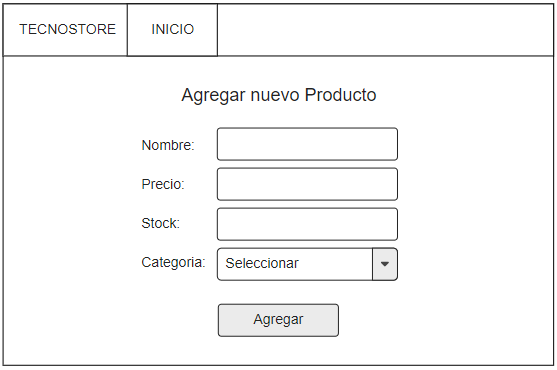 TECNOSTORE INICIO
Agregar nuevo Producto
Nombre:
Precio:
Stock:
Categoria: Seleccionar
Agregar